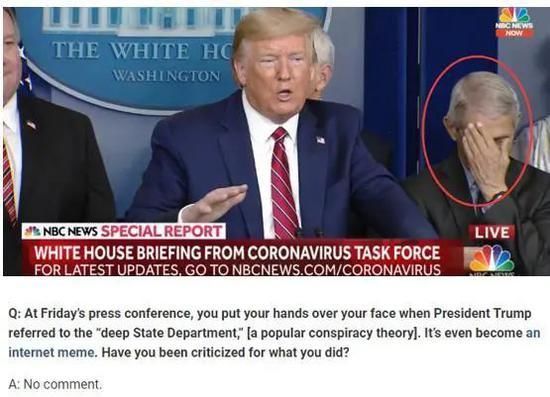 NBC NEWS
NOW
THE WHITE HO
WASHINGTON
NBC NEWS SPECIAL REPORT
LIVE
WHITE HOUSE BRIEFING FROM CORONAVIRUS TASK FORCE
FOR LATEST UPDATES, GO TO NBCNEWS.COM/CORONAVIRUS
NBC NEWS
Q: At Friday's press conference, you put your hands over your face when President Trump
referred to the "deep State Department," [a popular conspiracy theory]. It's even become an
internet meme. Have you been criticized for what you did?
A: No comment.